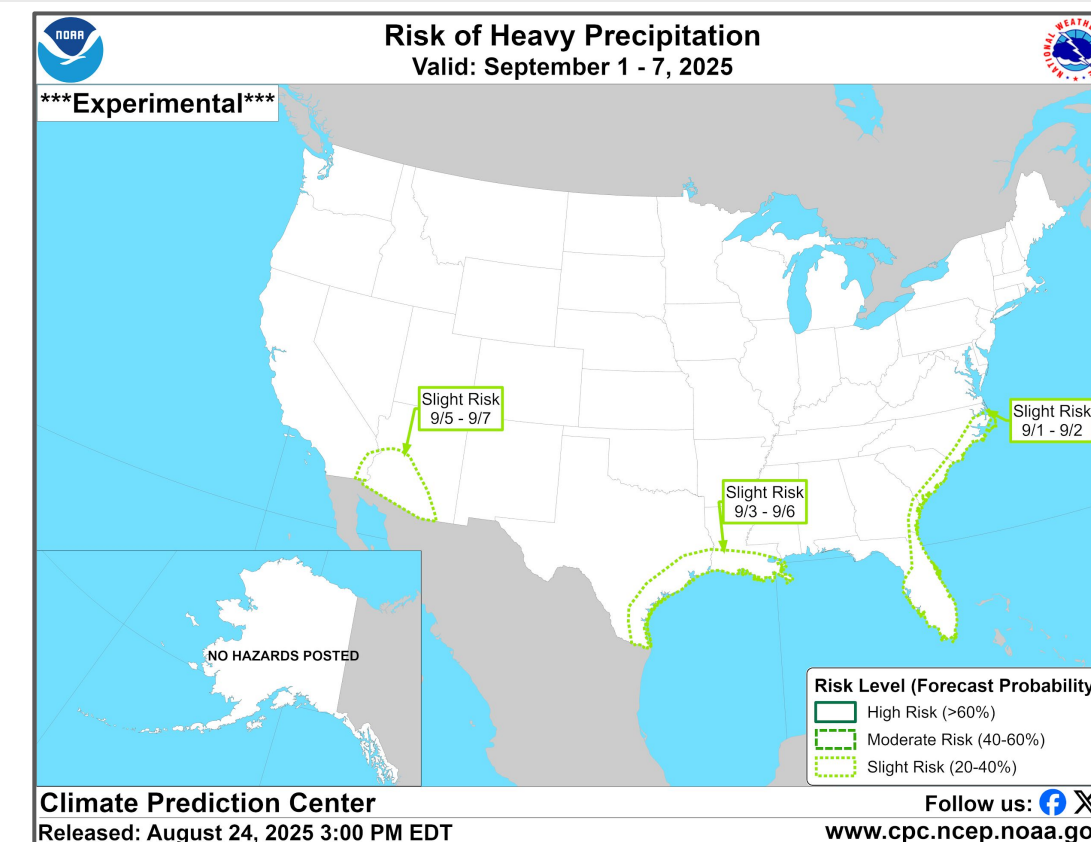 NOAA
Risk of Heavy Precipitation
Valid: September 1 - 7, 2025
NATIONAL WEATHE
***Experimental***
Slight Risk
9/5 - 9/7
Slight Risk
9/1 - 9/2
Slight Risk
9/3 - 9/6
NO HAZARDS POSTED
Risk Level (Forecast Probability
High Risk (>60%)
Moderate Risk (40-60%)
Slight Risk (20-40%)
Climate Prediction Center
Follow us:
Released: August 24, 2025 3:00 PM EDT
www.cpc.ncep.noaa.go